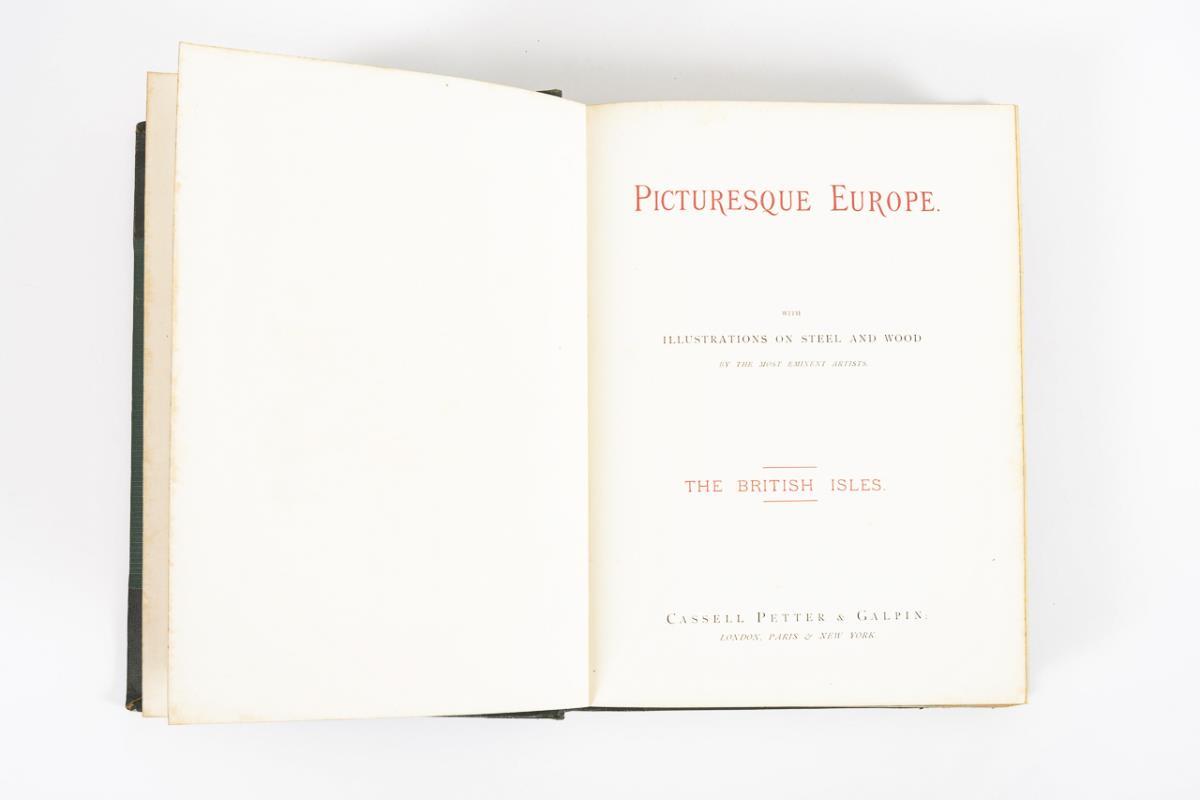 PICTURESQUE EUROPE.
WITH
ILLUSTRATIONS ON STEEL AND WOOD
BY THE MOST EMINENT ARTISTS.
THE BRITISH ISLES.
CASSELL PETTER & GALPIN:
LONDON, PARIS & NEW YORK.